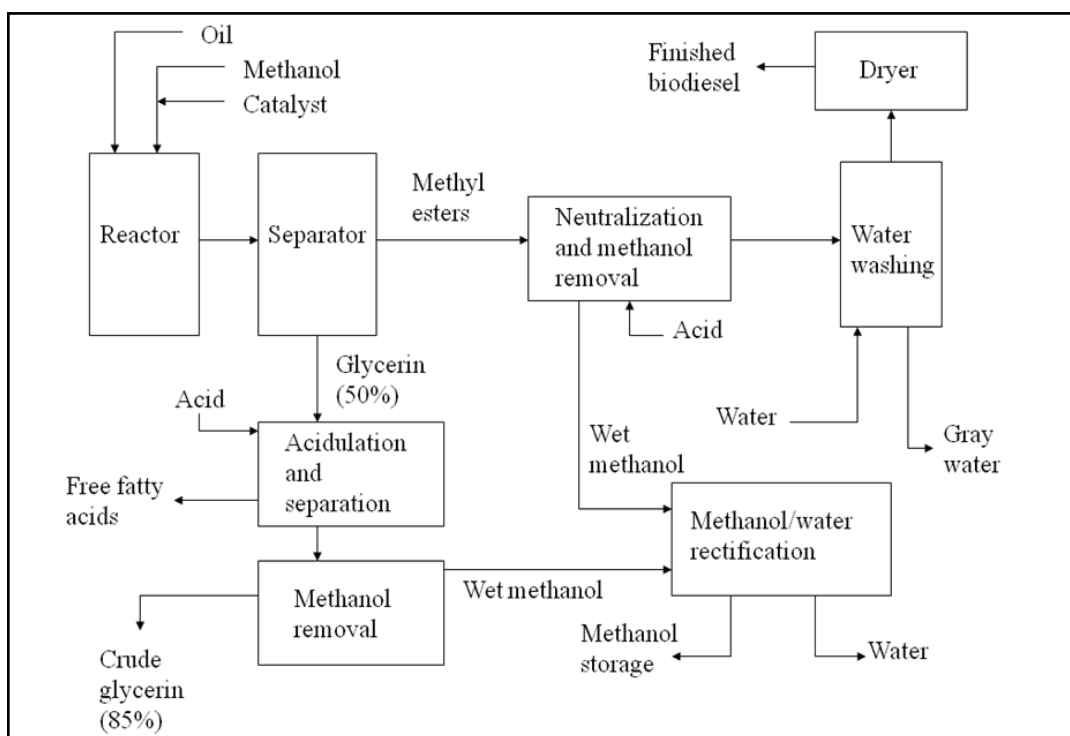 Oil
Methanol
Catalyst
Finished
biodiesel
Dryer
Reactor
Separator
Methyl
esters
Neutralization
and methanol
removal
Water
washing
Acid
Glycerin
(50%)
Acid
Acidulation
and
separation
Free fatty
acids
Wet
methanol
Water
Gray
water
Methanol/water
rectification
Methanol
removal
Wet methanol
Crude
glycerin
(85%)
Methanol
storage
Water